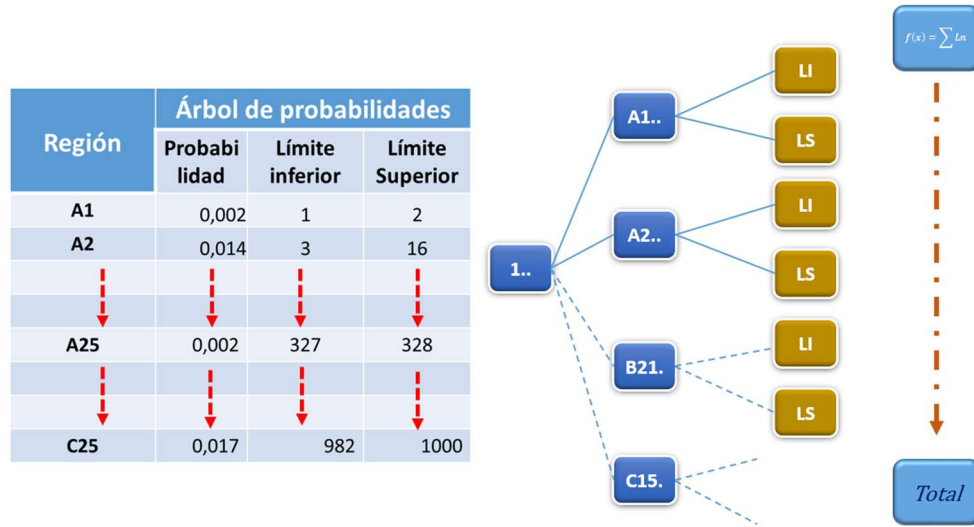 Región
Árbol de probabilidades
Probabi
lidad
Límite
inferior
Límite
Superior
A1 0,002 1 2
A2 0,014 3 16
A25 0,002 327 328
C25 0,017 982 1000
1..
A1..
LI
LS
A2..
LI
LS
B21.
LI
LS
C15.
f(x) = ∑ Ln
Total